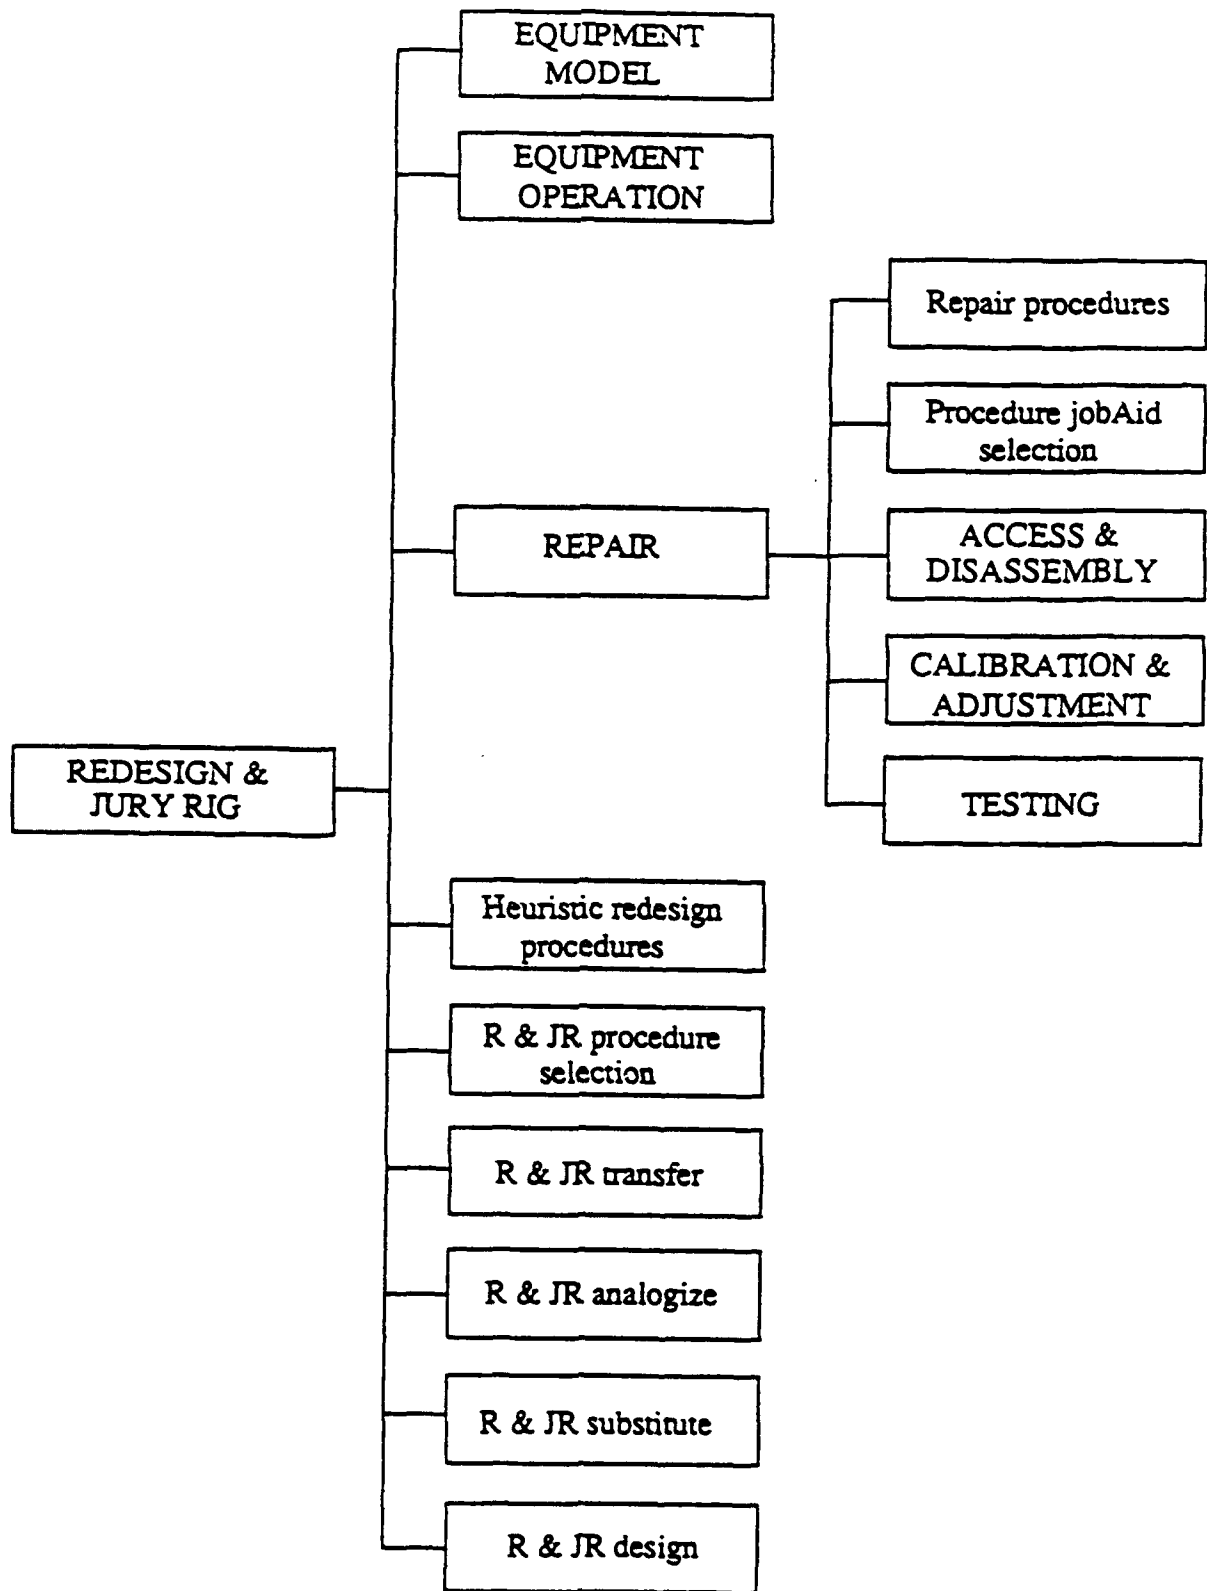 EQUIPMENT
MODEL
EQUIPMENT
OPERATION
Repair procedures
Procedure jobAid
selection
REPAIR
ACCESS &
DISASSEMBLY
CALIBRATION &
ADJUSTMENT
REDESIGN &
JURY RIG
TESTING
Heuristic redesign
procedures
R & JR procedure
selection
R & JR transfer
R & JR analogize
R & JR substitute
R & JR design